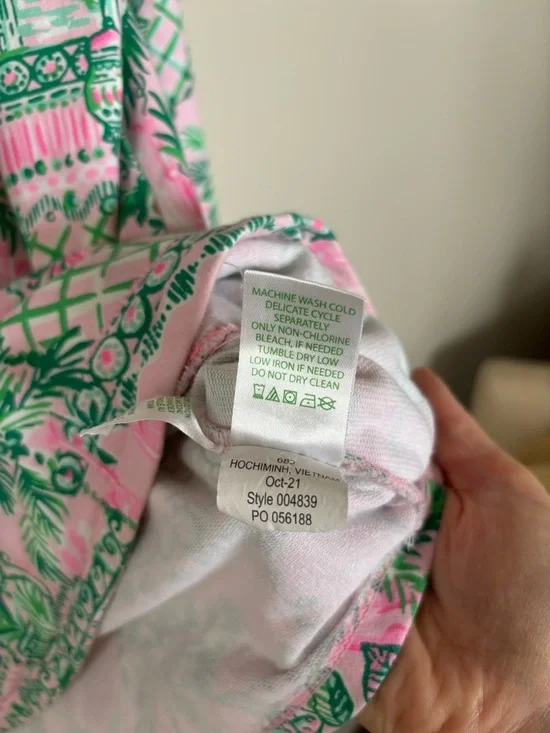 MACHINE WASH COLD
DELICATE CYCLE
SEPARATELY
ONLY NON-CHLORINE
BLEACH, IF NEEDED
TUMBLE DRY LOW
LOW IRON IF NEEDED
DO NOT DRY CLEAN
685
HOCHIMINH, VIETNAM
Oct-21
Style 004839
PO 056188